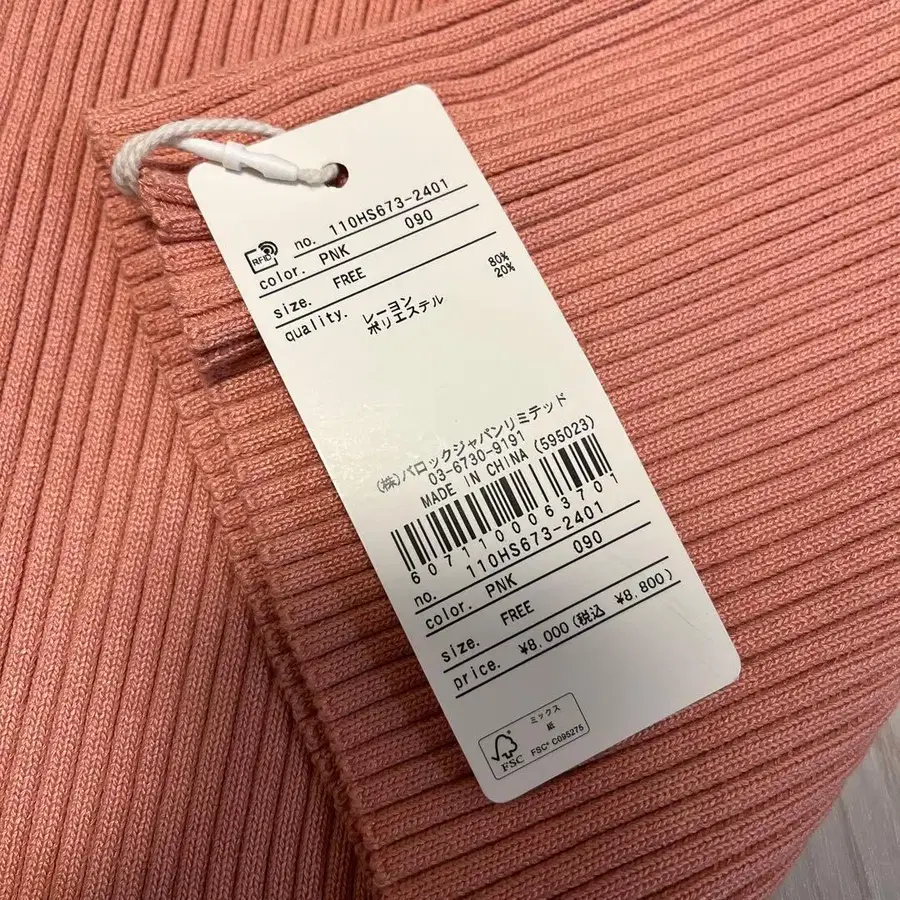 RFID
no. 110HS673-2401
color. PNK 090
size. FREE
quality. レーヨン 80%
ポリエステル 20%
(株)バロックジャパンリミテッド
03-6730-9191
MADE IN CHINA (595023)
6071100063701
no. 110HS673-2401
color. PNK 090
size. FREE
price. ¥8,000(税込 ¥8,800)
ミックス
紙
FSC FSC® C095275